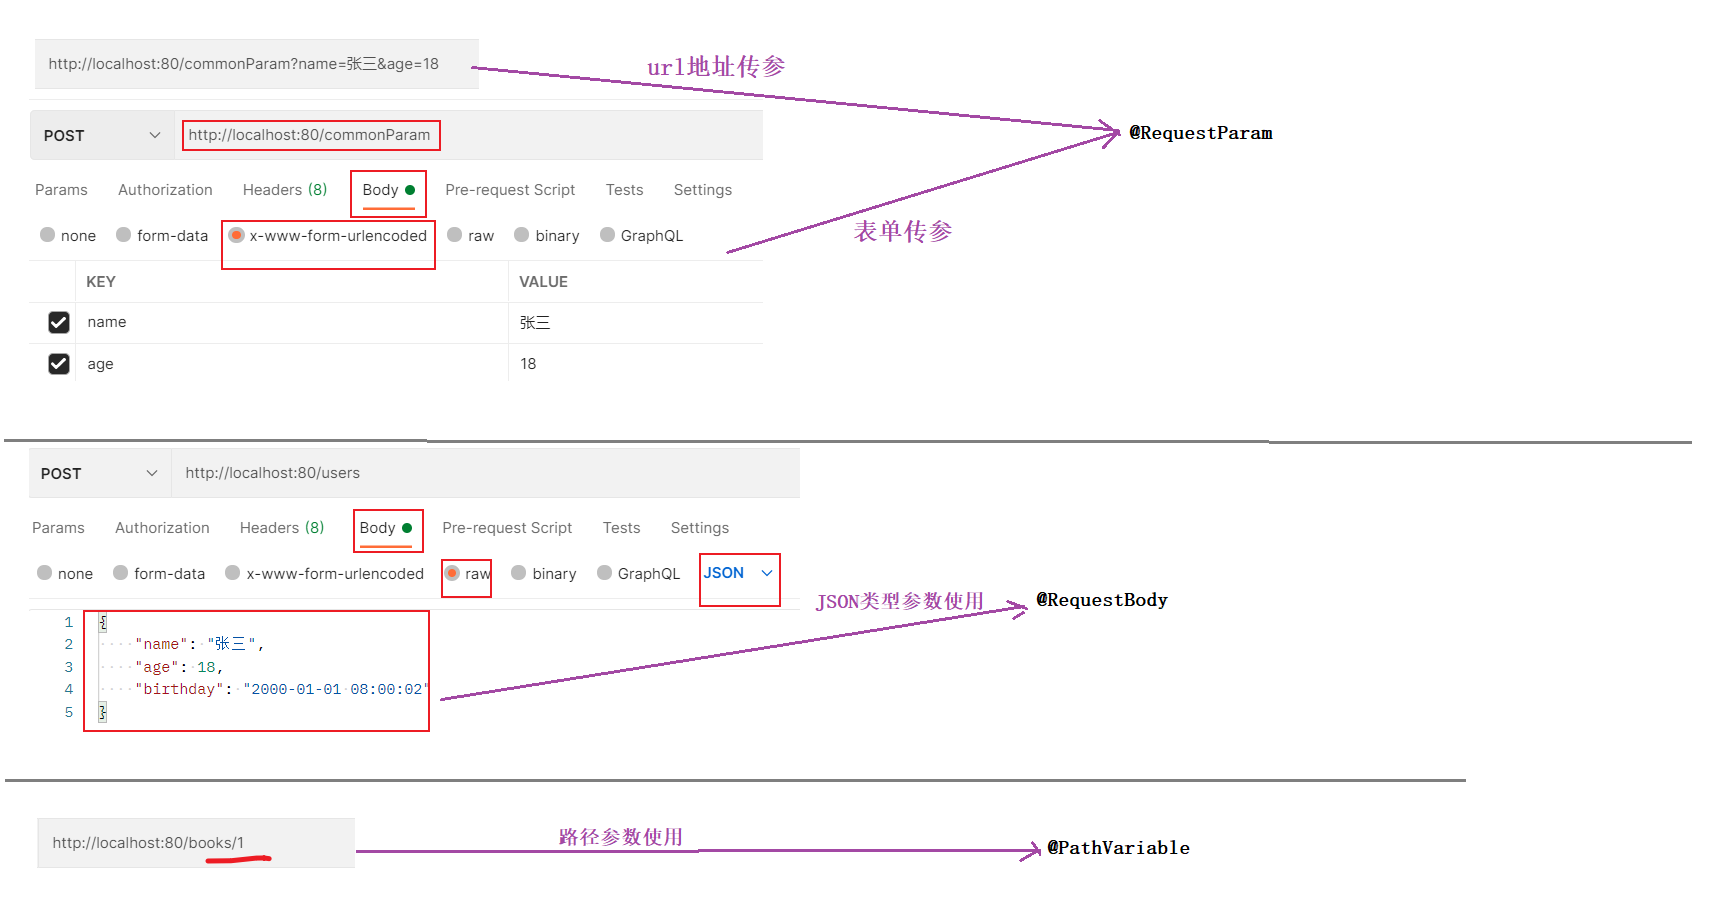 http://localhost:80/commonParam?name=张三&age=18
url地址传参
POST
http://localhost:80/commonParam
@RequestParam
Params Authorization Headers (8) Body Pre-request Script Tests Settings
none form-data x-www-form-urlencoded raw binary GraphQL
表单传参
KEY VALUE
name 张三
age 18
POST http://localhost:80/users
Params Authorization Headers (8) Body Pre-request Script Tests Settings
none form-data x-www-form-urlencoded raw binary GraphQL JSON
JSON类型参数使用
@RequestBody
1 {
2 ····"name":·"张三",
3 ····"age":·18,
4 ····"birthday":·"2000-01-01·08:00:02"
5 }
http://localhost:80/books/1
路径参数使用
@PathVariable